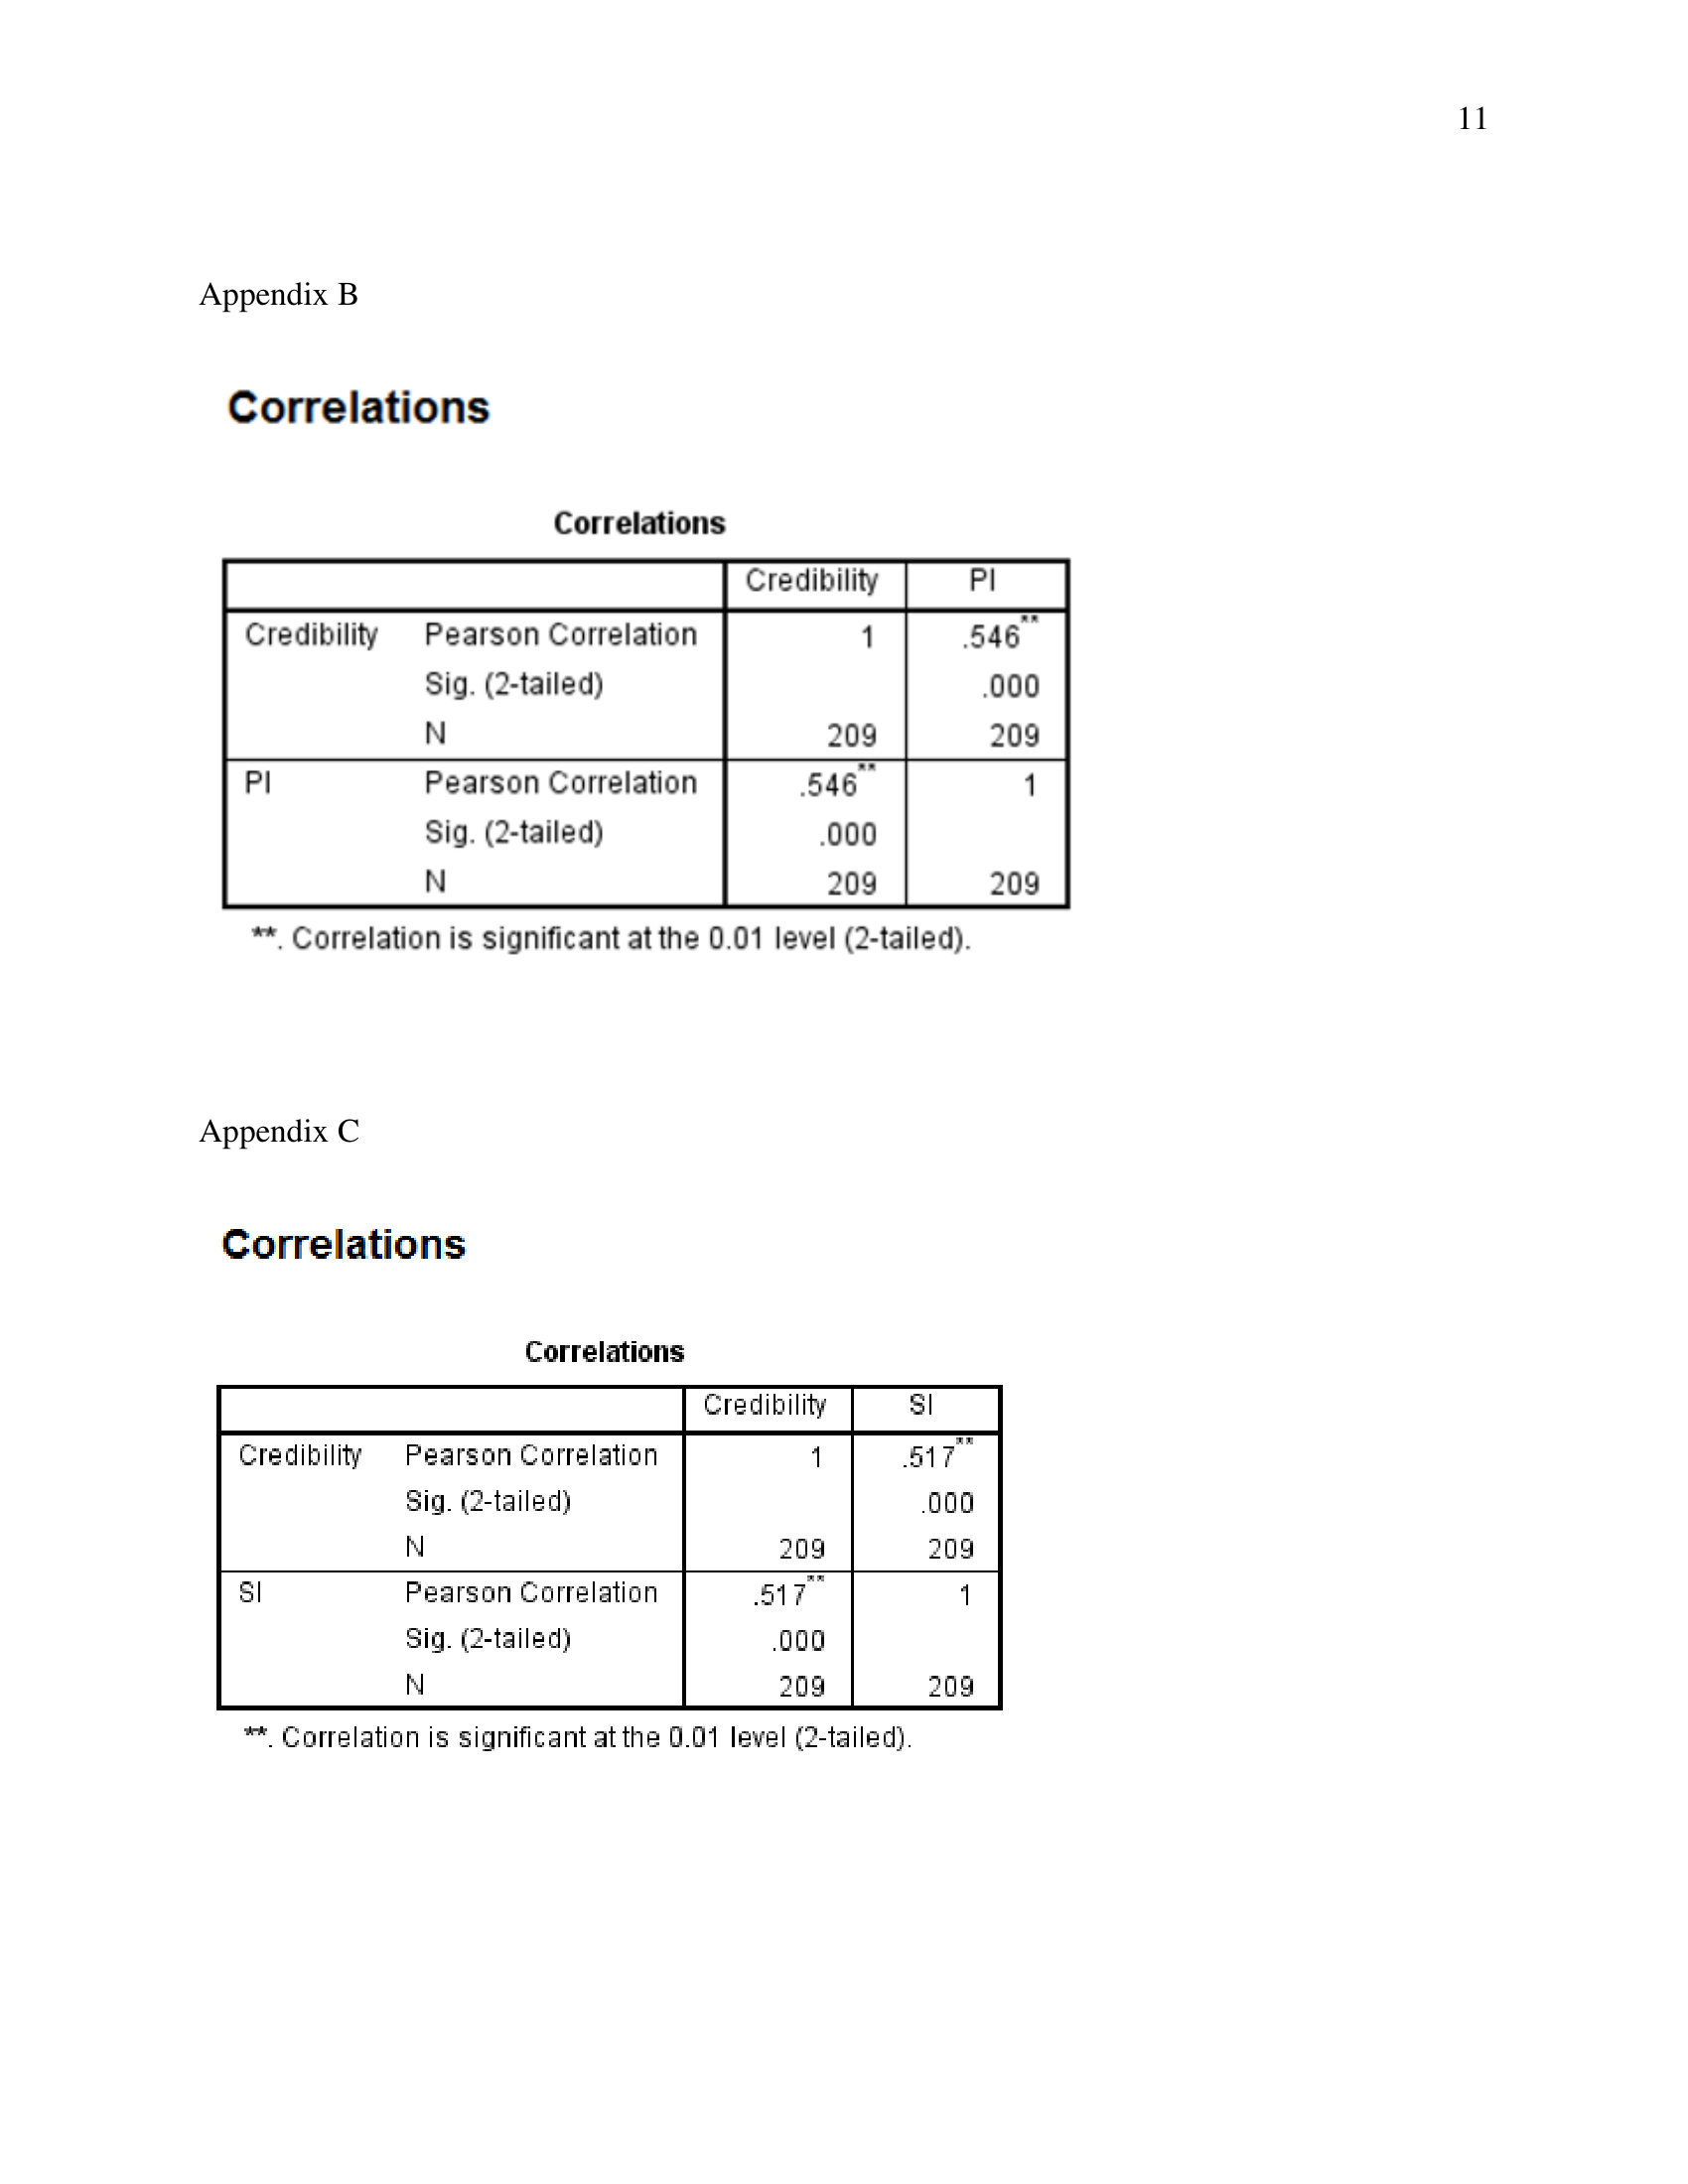 11
Appendix B
Correlations
Correlations
Credibility PI
Credibility Pearson Correlation 1 .546**
Sig. (2-tailed) .000
N 209 209
PI Pearson Correlation .546** 1
Sig. (2-tailed) .000
N 209 209
**. Correlation is significant at the 0.01 level (2-tailed).
Appendix C
Correlations
Correlations
Credibility SI
Credibility Pearson Correlation 1 .517**
Sig. (2-tailed) .000
N 209 209
SI Pearson Correlation .517** 1
Sig. (2-tailed) .000
N 209 209
**. Correlation is significant at the 0.01 level (2-tailed).